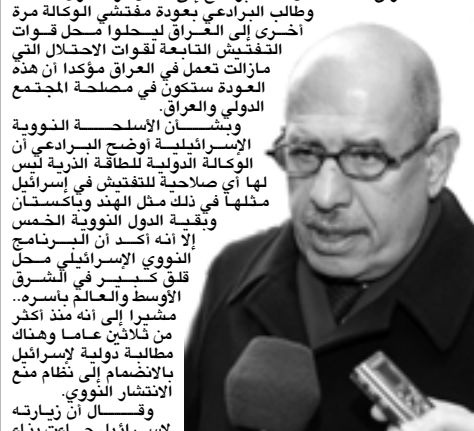 وطالب البرادعي بعودة مفتشي الوكالة مرة
أخرى إلى العراق ليحلوا محل قوات
التفتيش التابعة لقوات الاحتلال التي
مازالت تعمل في العراق مؤكدا أن هذه
العودة ستكون في مصلحة المجتمع
الدولي والعراق.
وبشأن الأسلحة النووية
الإسرائيلية أوضح البرادعي أن
الوكالة الدولية للطاقة الذرية ليس
لها أي صلاحية للتفتيش في إسرائيل
مثلها في ذلك مثل الهند وباكستان
وبقية الدول النووية الخمس
إلا أنه أكد أن البرنامج
النووي الإسرائيلي محل
قلق كبير في الشرق
الأوسط والعالم بأسره..
مشيرا إلى أنه منذ أكثر
من ثلاثين عاما وهناك
مطالبة دولية لإسرائيل
بالانضمام إلى نظام منع
الانتشار النووي.
وقال أن زيارته
لإسرائيل جاءت بناء